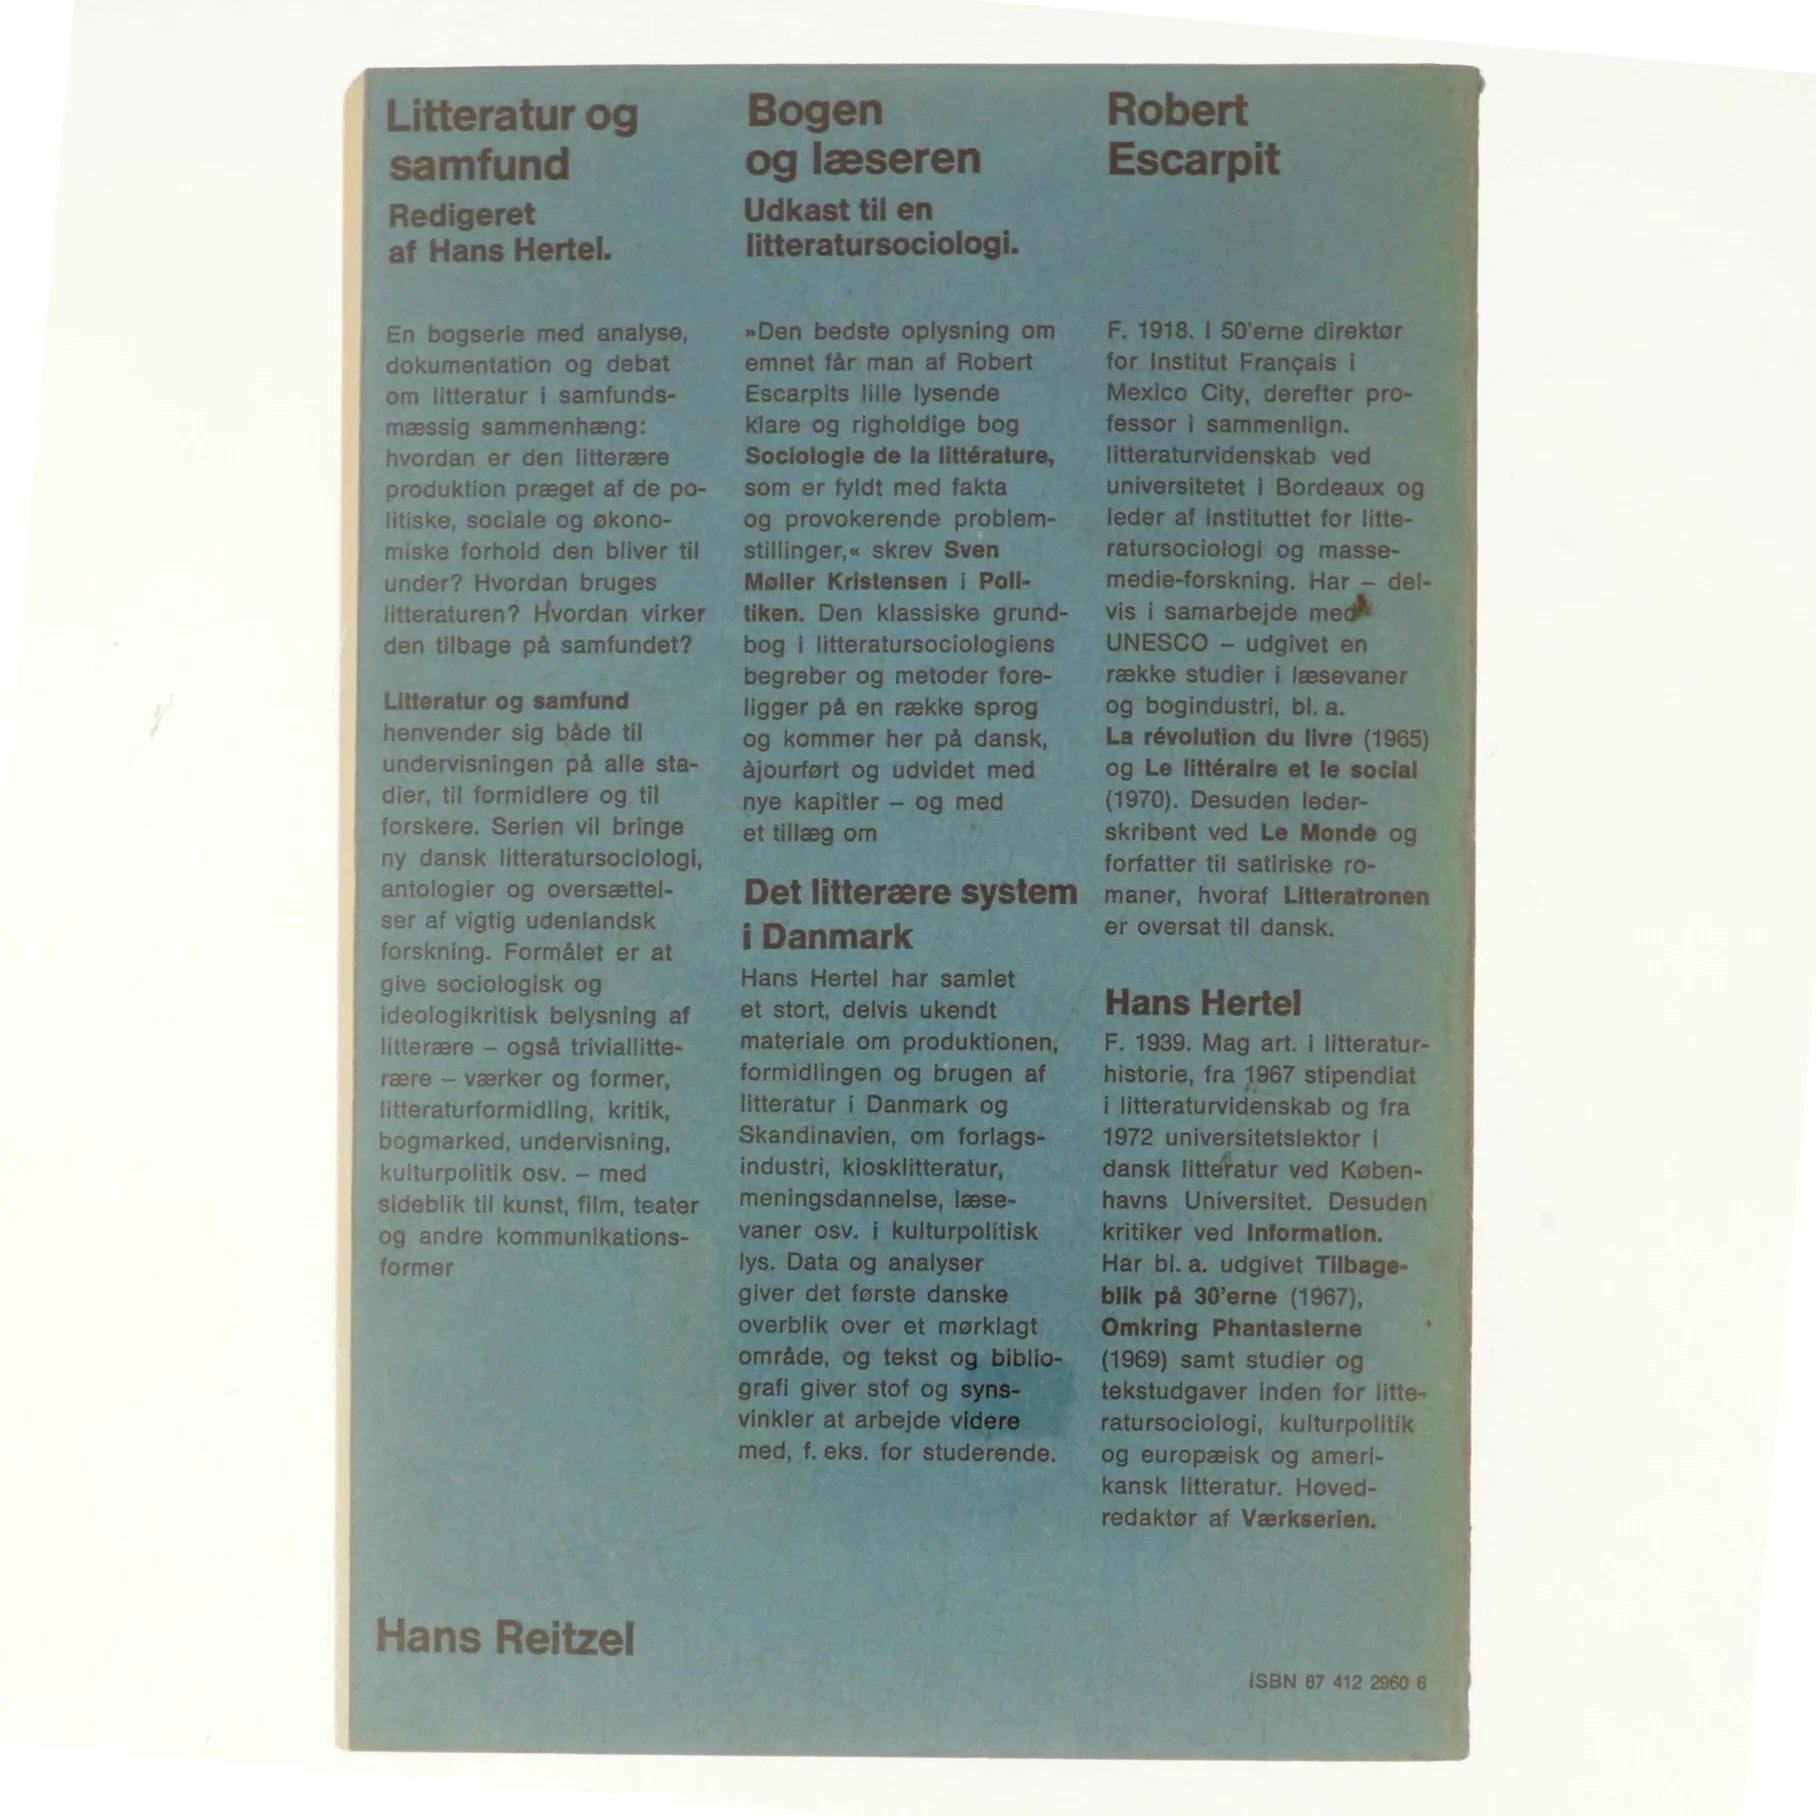 Litteratur og
samfund
Redigeret
af Hans Hertel.
En bogserie med analyse,
dokumentation og debat
om litteratur i samfunds-
mæssig sammenhæng:
hvordan er den litterære
produktion præget af de po-
litiske, sociale og økono-
miske forhold den bliver til
under? Hvordan bruges
litteraturen? Hvordan virker
den tilbage på samfundet?
Litteratur og samfund
henvender sig både til
undervisningen på alle sta-
dier, til formidlere og til
forskere. Serien vil bringe
ny dansk litteratursociologi,
antologier og oversættel-
ser af vigtig udenlandsk
forskning. Formålet er at
give sociologisk og
ideologikritisk belysning af
litterære – også triviallitte-
rære – værker og former,
litteraturformidling, kritik,
bogmarked, undervisning,
kulturpolitik osv. – med
sideblik til kunst, film, teater
og andre kommunikations-
former
Hans Reitzel
Bogen
og læseren
Udkast til en
litteratursociologi.
»Den bedste oplysning om
emnet får man af Robert
Escarpits lille lysende
klare og righoldige bog
Sociologie de la littérature,
som er fyldt med fakta
og provokerende problem-
stillinger,« skrev Sven
Møller Kristensen i Poli-
tiken. Den klassiske grund-
bog i litteratursociologiens
begreber og metoder fore-
ligger på en række sprog
og kommer her på dansk,
àjourført og udvidet med
nye kapitler – og med
et tillæg om
Det litterære system
i Danmark
Hans Hertel har samlet
et stort, delvis ukendt
materiale om produktionen,
formidlingen og brugen af
litteratur i Danmark og
Skandinavien, om forlags-
industri, kiosklitteratur,
meningsdannelse, læse-
vaner osv. i kulturpolitisk
lys. Data og analyser
giver det første danske
overblik over et mørklagt
område, og tekst og biblio-
grafi giver stof og syns-
vinkler at arbejde videre
med, f. eks. for studerende.
Robert
Escarpit
F. 1918. I 50'erne direktør
for Institut Français i
Mexico City, derefter pro-
fessor i sammenlign.
litteraturvidenskab ved
universitetet i Bordeaux og
leder af instituttet for litte-
ratursociologi og masse-
medie-forskning. Har – del-
vis i samarbejde med
UNESCO – udgivet en
række studier i læsevaner
og bogindustri, bl. a.
La révolution du livre (1965)
og Le littéraire et le social
(1970). Desuden leder-
skribent ved Le Monde og
forfatter til satiriske ro-
maner, hvoraf Litteratronen
er oversat til dansk.
Hans Hertel
F. 1939. Mag art. i litteratur-
historie, fra 1967 stipendiat
i litteraturvidenskab og fra
1972 universitetslektor i
dansk litteratur ved Køben-
havns Universitet. Desuden
kritiker ved Information.
Har bl. a. udgivet Tilbage-
blik på 30'erne (1967),
Omkring Phantasterne
(1969) samt studier og
tekstudgaver inden for litte-
ratursociologi, kulturpolitik
og europæisk og ameri-
kansk litteratur. Hoved-
redaktør af Værkserien.
ISBN 87 412 2960 6